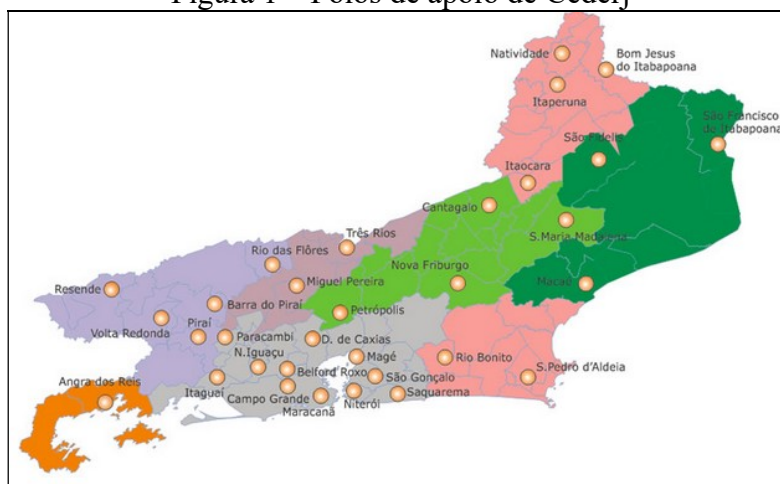 Figura 1 – Polos de apoio de Cederj
Natividade
Bom Jesus
do Itabapoana
Itaperuna
São Francisco
de Itabapoana
São Fidelis
Itaocara
Cantagalo
S.Maria Madalena
Três Rios
Rio das Flôres
Nova Friburgo
Macaé
Miguel Pereira
Resende
Barra do Piraí
Petrópolis
Volta Redonda
Piraí
Paracambi
D. de Caxias
N.Iguaçu
Magé
Rio Bonito
Belford Roxo
São Gonçalo
S.Pedro d'Aldeia
Angra dos Reis
Itaguaí
Campo Grande
Niterói
Saquarema
Maracanã